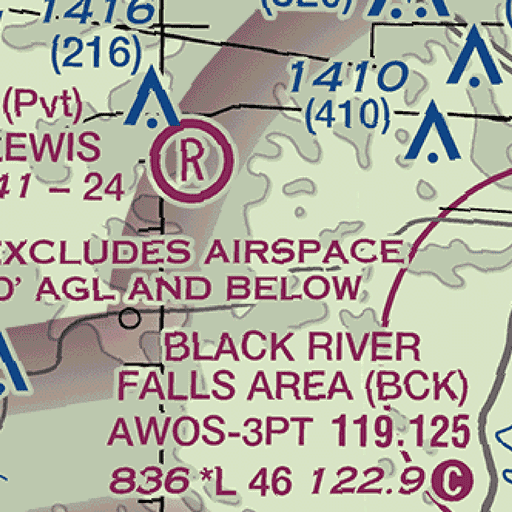 1416
(216)
1410
(410)
(Pvt)
R
41 – 24
EXCLUDES AIRSPACE
0' AGL AND BELOW
BLACK RIVER
FALLS AREA (BCK)
AWOS-3PT 119.125
836 *L 46 122.9 C